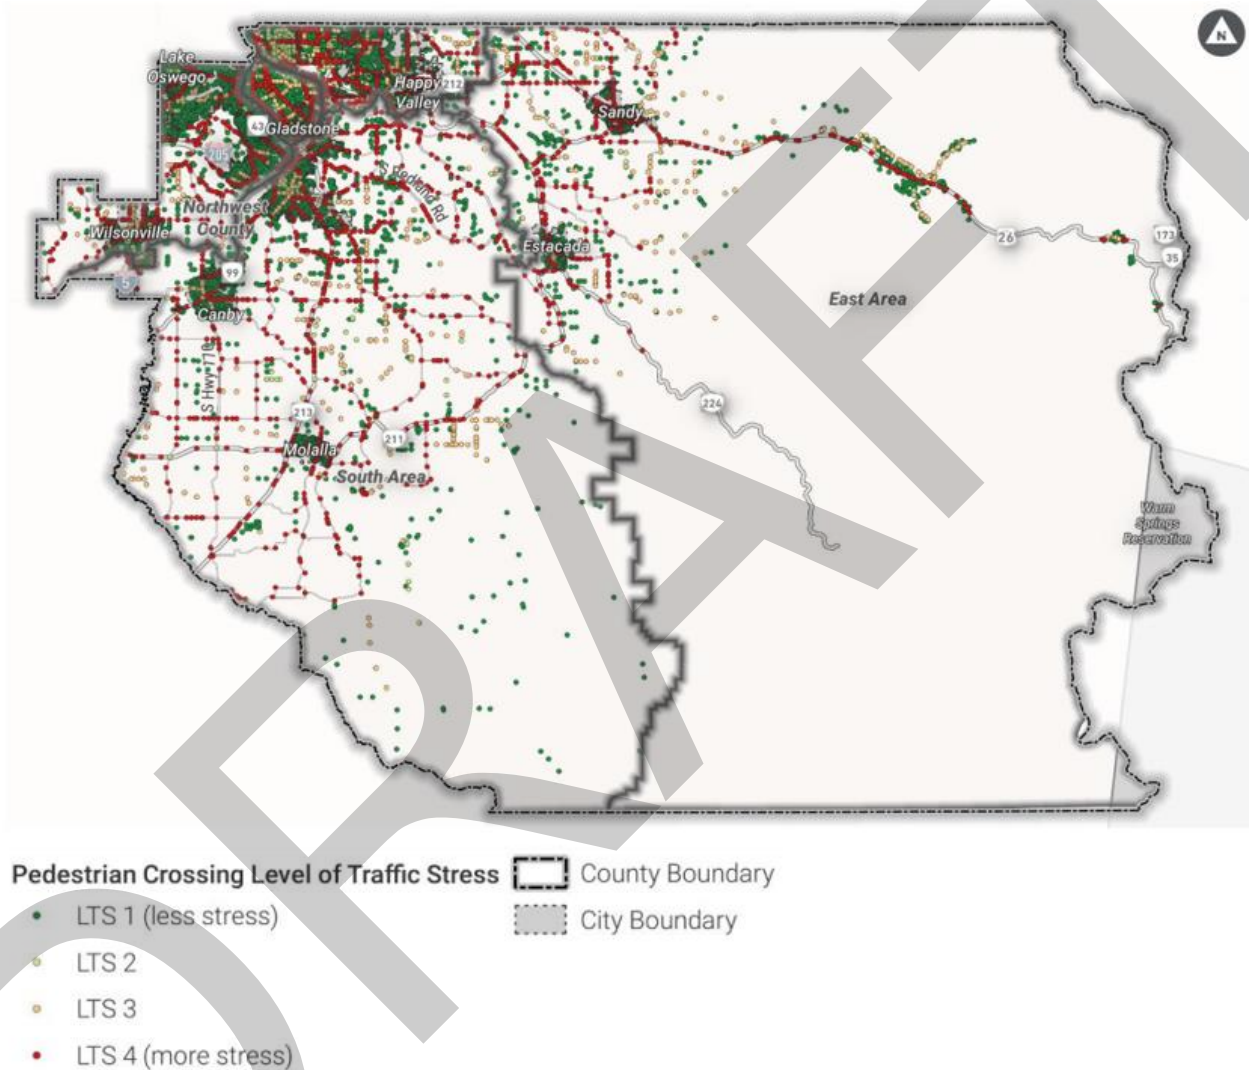 N
Lake
Oswego
Happy
Valley
212
Sandy
43
Gladstone
205
S Redland Rd
Northwest
County
Wilsonville
Estacada
26
173
35
99
5
East Area
Canby
S Hwy 170
224
213
211
Molalla
South Area
Warm
Springs
Reservation
DRAFT
Pedestrian Crossing Level of Traffic Stress
County Boundary
LTS 1 (less stress)
City Boundary
LTS 2
LTS 3
LTS 4 (more stress)